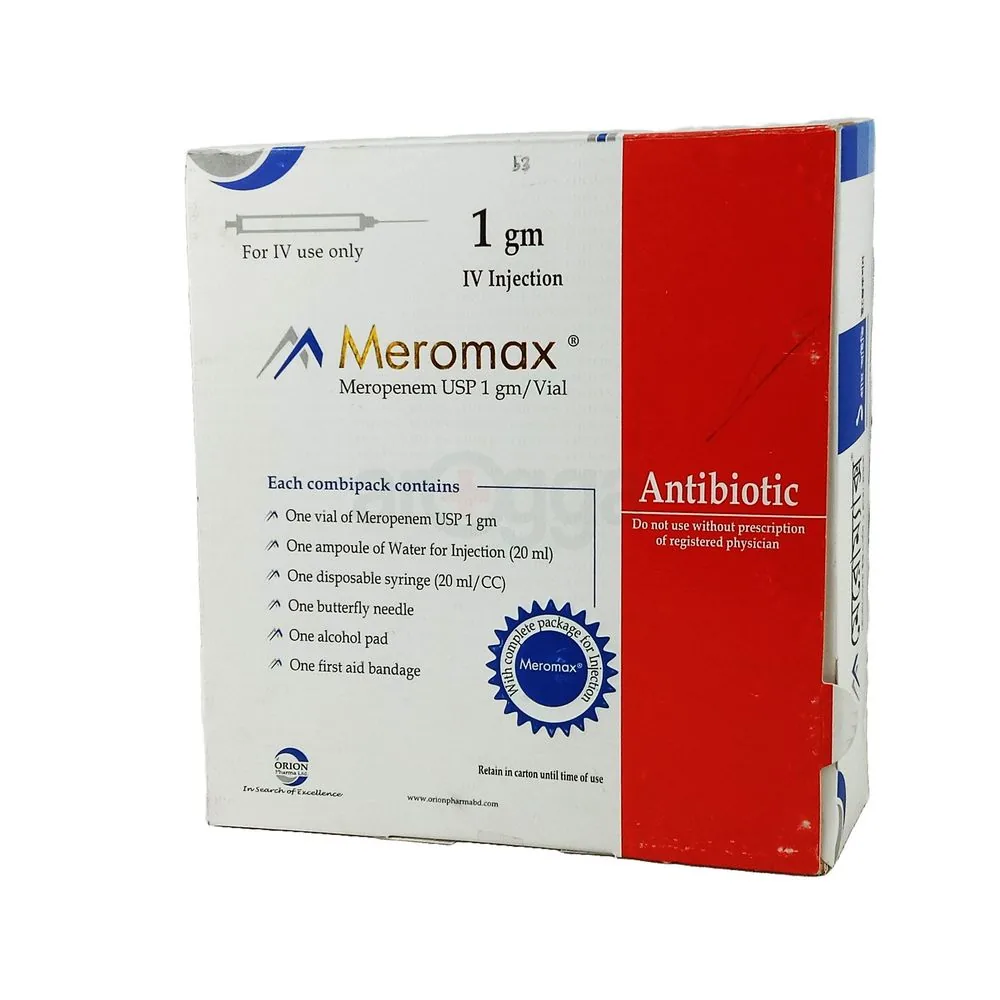 For IV use only
1 gm
IV Injection
Meromax®
Meropenem USP 1 gm/Vial
Each combipack contains
One vial of Meropenem USP 1 gm
One ampoule of Water for Injection (20 ml)
One disposable syringe (20 ml/CC)
One butterfly needle
One alcohol pad
One first aid bandage
With complete package for Injection
Meromax®
Retain in carton until time of use
ORION
Pharma Ltd.
In Search of Excellence
www.orionpharmabd.com
Antibiotic
Do not use without prescription
of registered physician